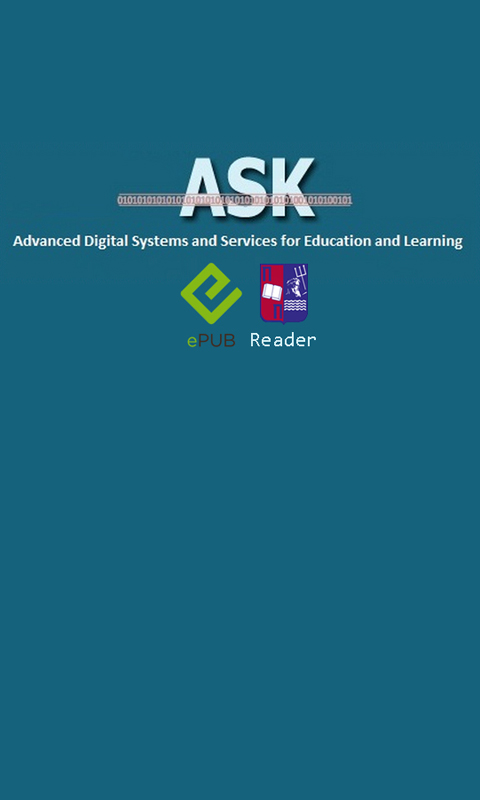 ASK
Advanced Digital Systems and Services for Education and Learning
ePUB Reader